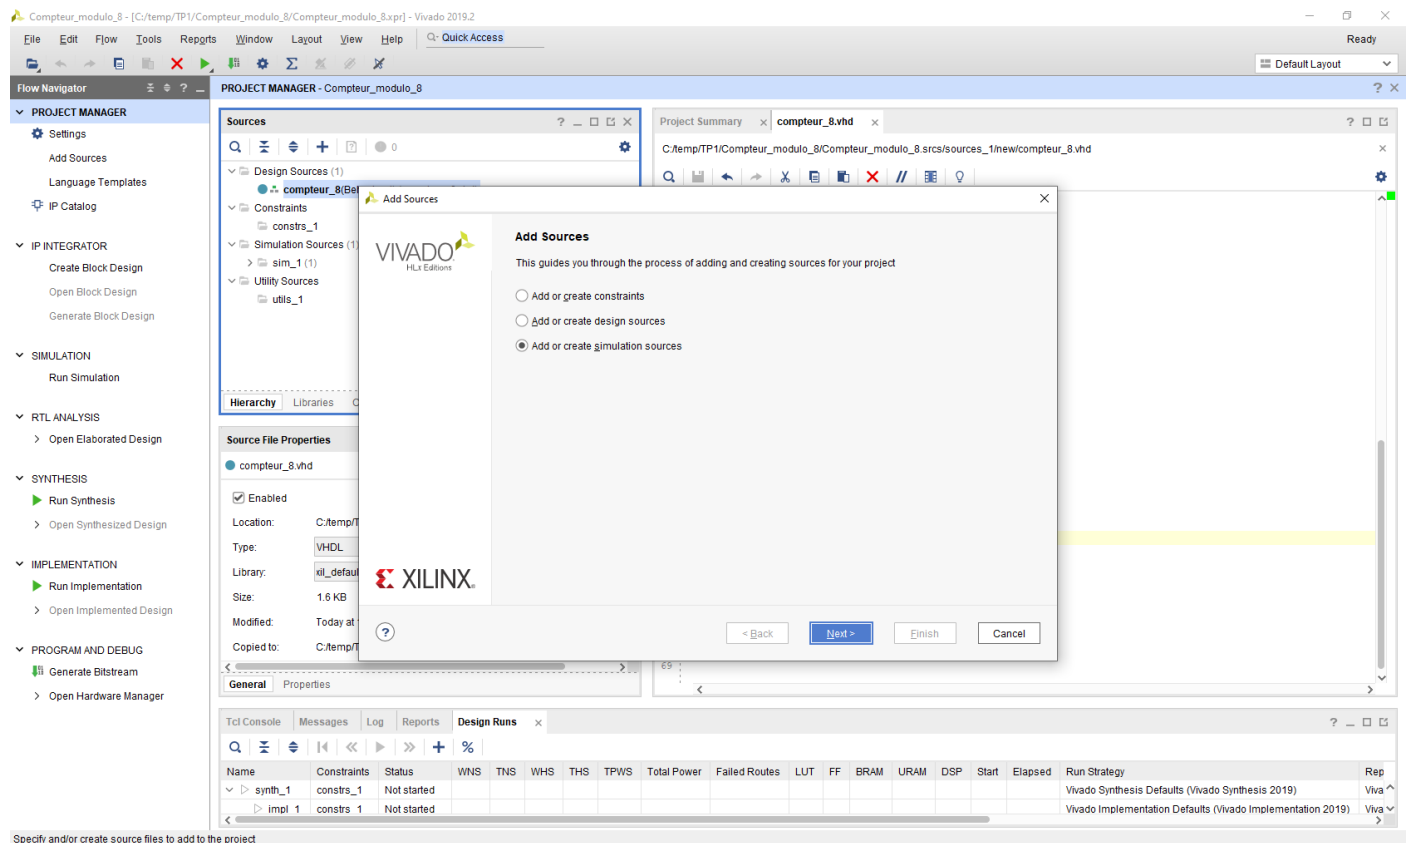 Compteur_modulo_8 - [C:/temp/TP1/Compteur_modulo_8/Compteur_modulo_8.xpr] - Vivado 2019.2
File Edit Flow Tools Reports Window Layout View Help Quick Access Ready
Default Layout
Flow Navigator
PROJECT MANAGER
Settings
Add Sources
Language Templates
IP Catalog
IP INTEGRATOR
Create Block Design
Open Block Design
Generate Block Design
SIMULATION
Run Simulation
RTL ANALYSIS
Open Elaborated Design
SYNTHESIS
Run Synthesis
Open Synthesized Design
IMPLEMENTATION
Run Implementation
Open Implemented Design
PROGRAM AND DEBUG
Generate Bitstream
Open Hardware Manager
PROJECT MANAGER - Compteur_modulo_8
Sources
0
Design Sources (1)
compteur_8(Be
Constraints
constrs_1
Simulation Sources (1)
sim_1 (1)
Utility Sources
utils_1
Hierarchy Libraries
Source File Properties
compteur_8.vhd
Enabled
Location: C:/temp/T
Type: VHDL
Library: xil_defaul
Size: 1.6 KB
Modified: Today at
Copied to: C:/temp/T
General Properties
Project Summary compteur_8.vhd
C:/temp/TP1/Compteur_modulo_8/Compteur_modulo_8.srcs/sources_1/new/compteur_8.vhd
69
Add Sources
VIVADO
HLx Editions
Add Sources
This guides you through the process of adding and creating sources for your project
Add or create constraints
Add or create design sources
Add or create simulation sources
XILINX
? < Back Next > Finish Cancel
Tcl Console Messages Log Reports Design Runs
Name Constraints Status WNS TNS WHS THS TPWS Total Power Failed Routes LUT FF BRAM URAM DSP Start Elapsed Run Strategy Rep
synth_1 constrs_1 Not started Vivado Synthesis Defaults (Vivado Synthesis 2019) Viva
impl_1 constrs_1 Not started Vivado Implementation Defaults (Vivado Implementation 2019) Viva
Specify and/or create source files to add to the project